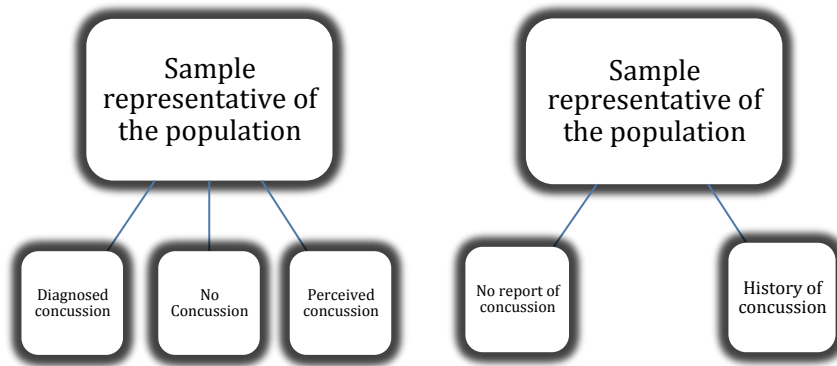 Sample
representative of
the population
Diagnosed
concussion
No
Concussion
Perceived
concussion
Sample
representative of
the population
No report of
concussion
History of
concussion